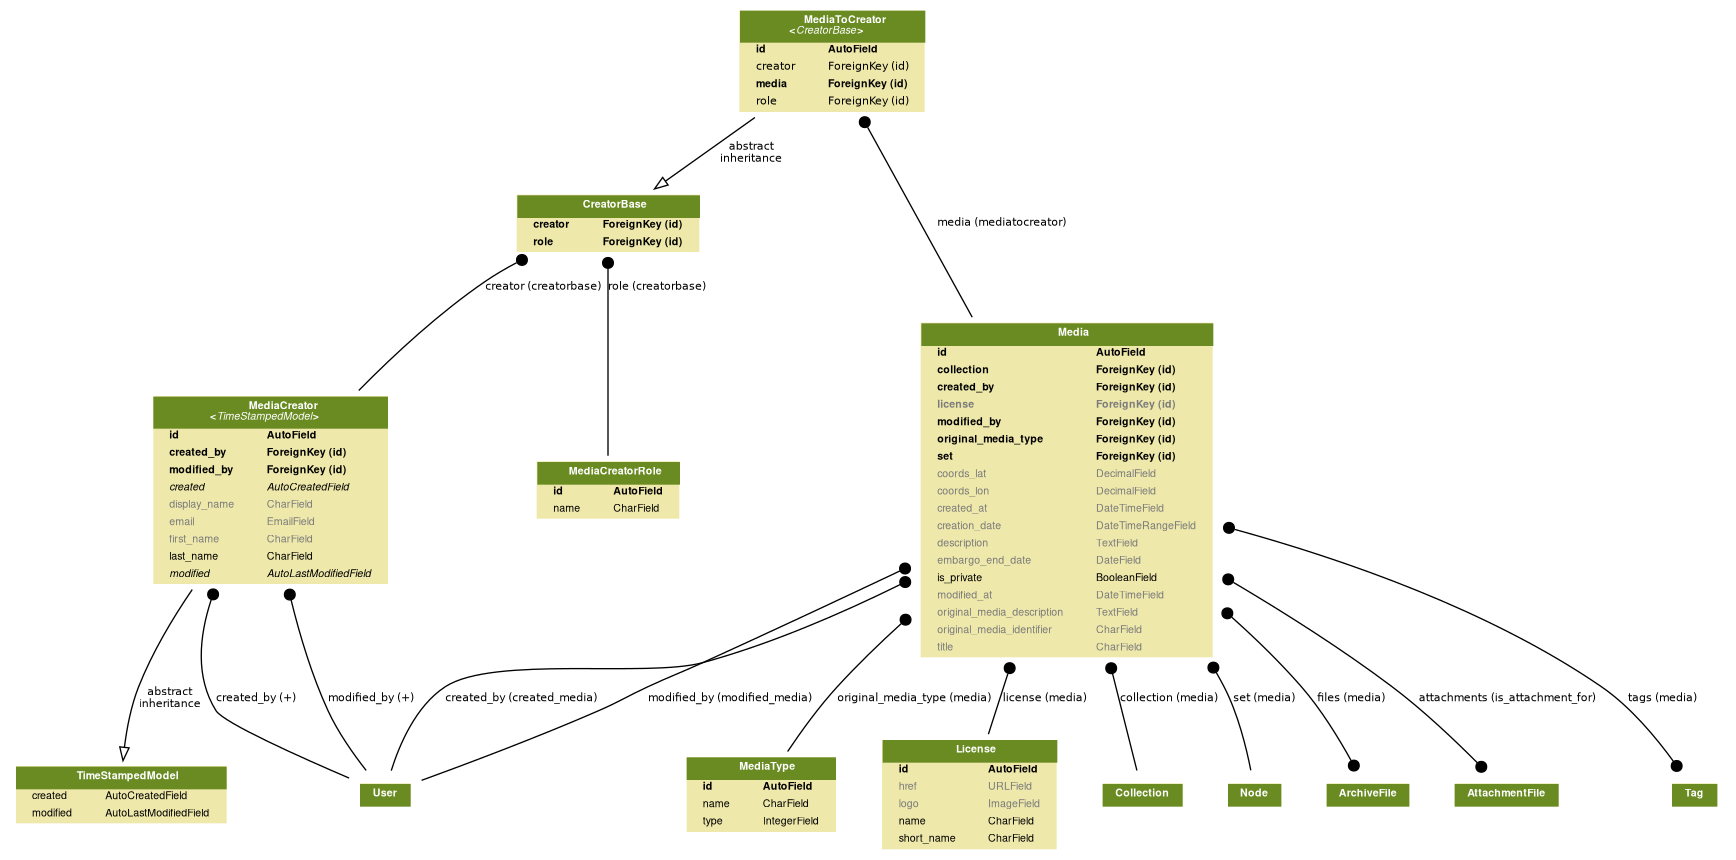 MediaToCreator
<CreatorBase>
id AutoField
creator ForeignKey (id)
media ForeignKey (id)
role ForeignKey (id)
abstract
inheritance
media (mediatocreator)
CreatorBase
creator ForeignKey (id)
role ForeignKey (id)
creator (creatorbase)
role (creatorbase)
Media
id AutoField
collection ForeignKey (id)
created_by ForeignKey (id)
license ForeignKey (id)
modified_by ForeignKey (id)
original_media_type ForeignKey (id)
set ForeignKey (id)
coords_lat DecimalField
coords_lon DecimalField
created_at DateTimeField
creation_date DateTimeRangeField
description TextField
embargo_end_date DateField
is_private BooleanField
modified_at DateTimeField
original_media_description TextField
original_media_identifier CharField
title CharField
MediaCreator
<TimeStampedModel>
id AutoField
created_by ForeignKey (id)
modified_by ForeignKey (id)
created AutoCreatedField
display_name CharField
email EmailField
first_name CharField
last_name CharField
modified AutoLastModifiedField
MediaCreatorRole
id AutoField
name CharField
abstract
inheritance
created_by (+)
modified_by (+)
created_by (created_media)
modified_by (modified_media)
original_media_type (media)
license (media)
collection (media)
set (media)
files (media)
attachments (is_attachment_for)
tags (media)
TimeStampedModel
created AutoCreatedField
modified AutoLastModifiedField
User
MediaType
id AutoField
name CharField
type IntegerField
License
id AutoField
href URLField
logo ImageField
name CharField
short_name CharField
Collection
Node
ArchiveFile
AttachmentFile
Tag